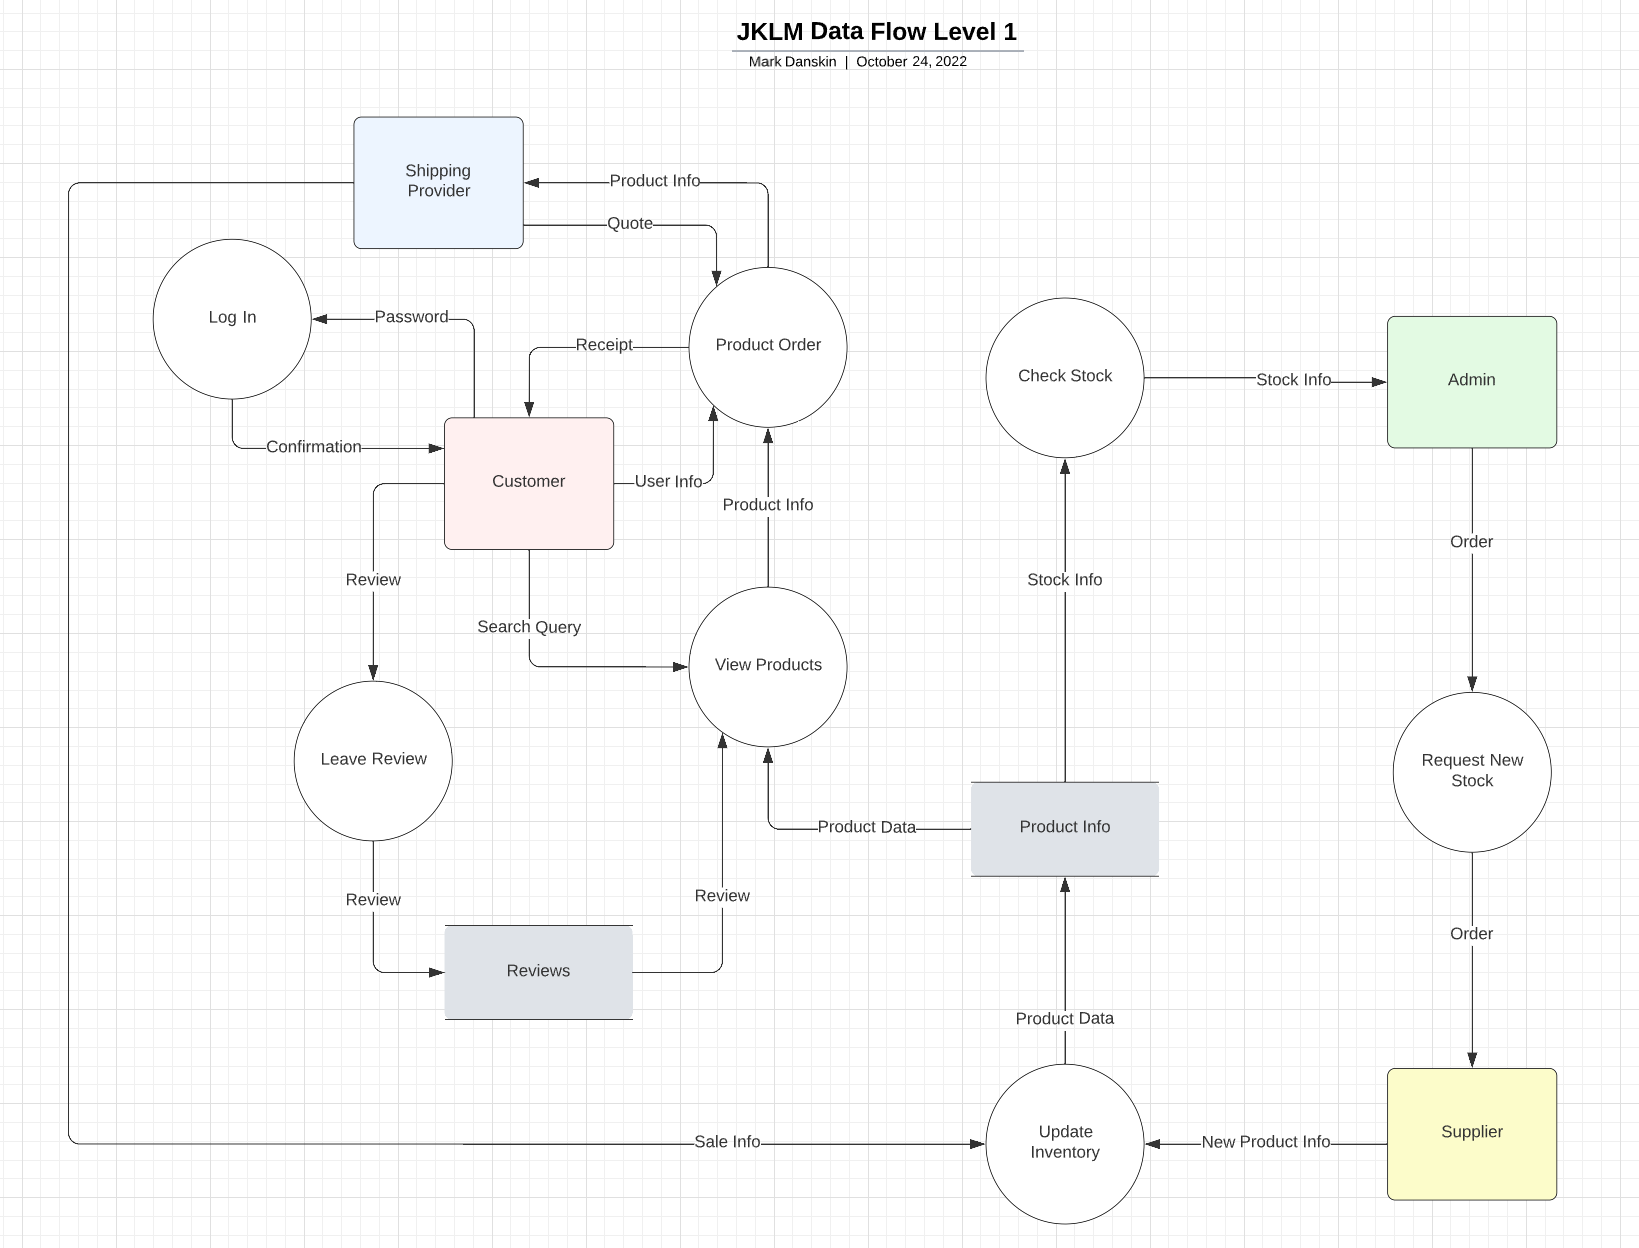 JKLM Data Flow Level 1
Mark Danskin | October 24, 2022
Shipping
Provider
Product Info
Quote
Log In
Password
Receipt
Product Order
Check Stock
Stock Info
Admin
Confirmation
Customer
User Info
Product Info
Order
Review
Stock Info
Search Query
View Products
Leave Review
Request New
Stock
Product Data
Product Info
Review
Review
Order
Reviews
Product Data
Sale Info
Update
Inventory
New Product Info
Supplier